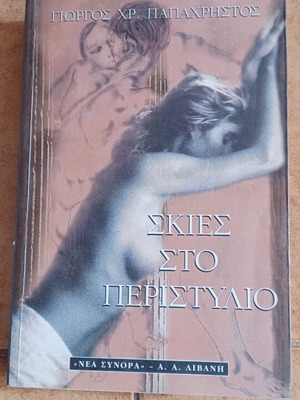 ΓΙΩΡΓΟΣ ΧΡ. ΠΑΠΑΧΡΗΣΤΟΣ
ΣΚΙΕΣ
ΣΤΟ
ΠΕΡΙΣΤΥΛΙΟ
«ΝΕΑ ΣΥΝΟΡΑ» - Α. Α. ΛΙΒΑΝΗ